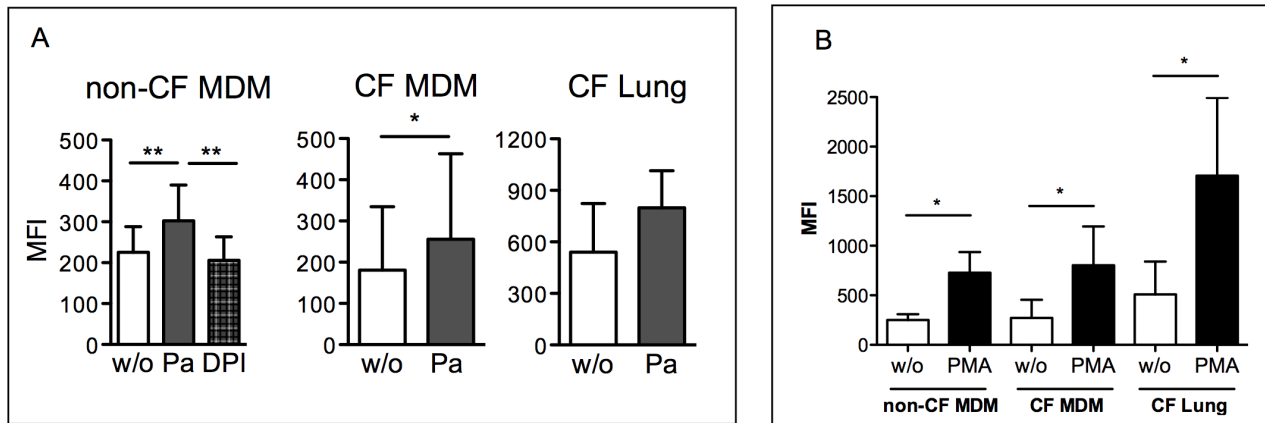 A
non-CF MDM
CF MDM
CF Lung
MFI
500
400
300
200
100
0
**
**
w/o Pa DPI
500
400
300
200
100
0
*
w/o Pa
1200
900
600
300
0
w/o Pa
B
MFI
2500
2000
1500
1000
500
0
*
*
*
w/o PMA w/o PMA w/o PMA
non-CF MDM CF MDM CF Lung